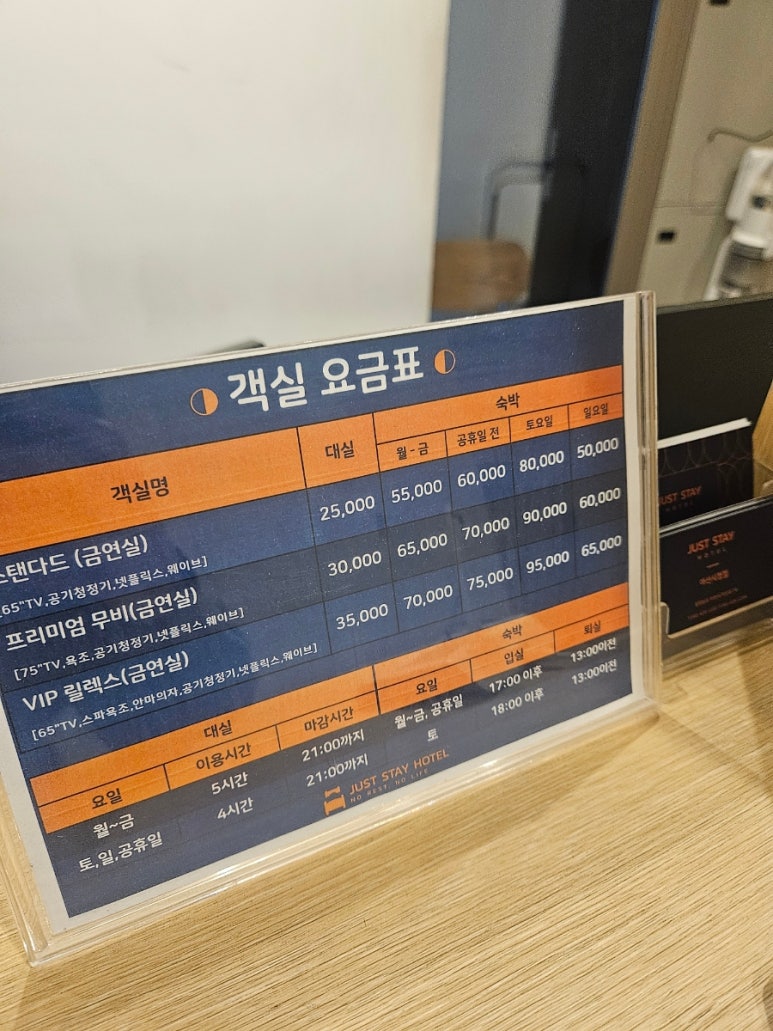 객실 요금표
객실명 대실 숙박
월-금 공휴일 전 토요일 일요일
스탠다드 (금연실) 25,000 55,000 60,000 80,000 50,000
[65"TV,공기청정기,넷플릭스,웨이브]
프리미엄 무비(금연실) 30,000 65,000 70,000 90,000 60,000
[75"TV,욕조,공기청정기,넷플릭스,웨이브]
VIP 릴렉스(금연실) 35,000 70,000 75,000 95,000 65,000
[65"TV,스파욕조,안마의자,공기청정기,넷플릭스,웨이브]
대실 숙박
요일 이용시간 마감시간 요일 입실 퇴실
월~금 5시간 21:00까지 월~금, 공휴일 17:00 이후 13:00이전
토,일,공휴일 4시간 21:00까지 토 18:00 이후 13:00이전
JUST STAY HOTEL
NO REST, NO LIFE
JUST STAY
HOTEL
JUST STAY
HOTEL
마산시청점